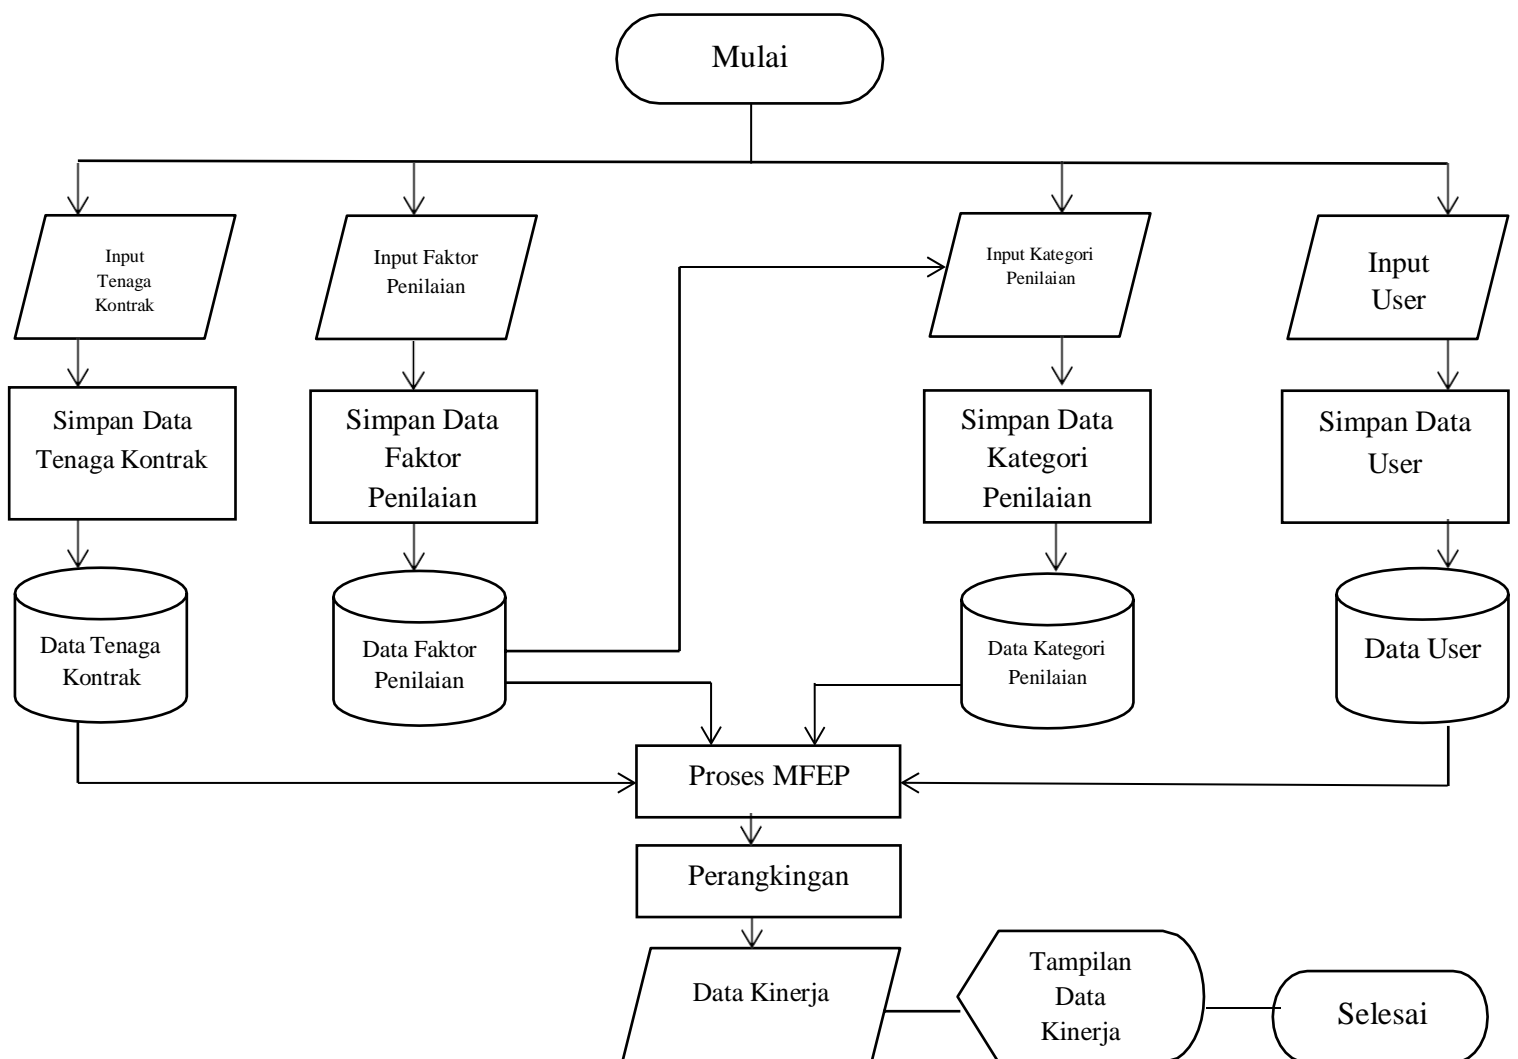 Mulai
Input
Tenaga
Kontrak
Input Faktor
Penilaian
Input Kategori
Penilaian
Input
User
Simpan Data
Tenaga Kontrak
Simpan Data
Faktor
Penilaian
Simpan Data
Kategori
Penilaian
Simpan Data
User
Data Tenaga
Kontrak
Data Faktor
Penilaian
Data Kategori
Penilaian
Data User
Proses MFEP
Perangkingan
Data Kinerja
Tampilan
Data
Kinerja
Selesai